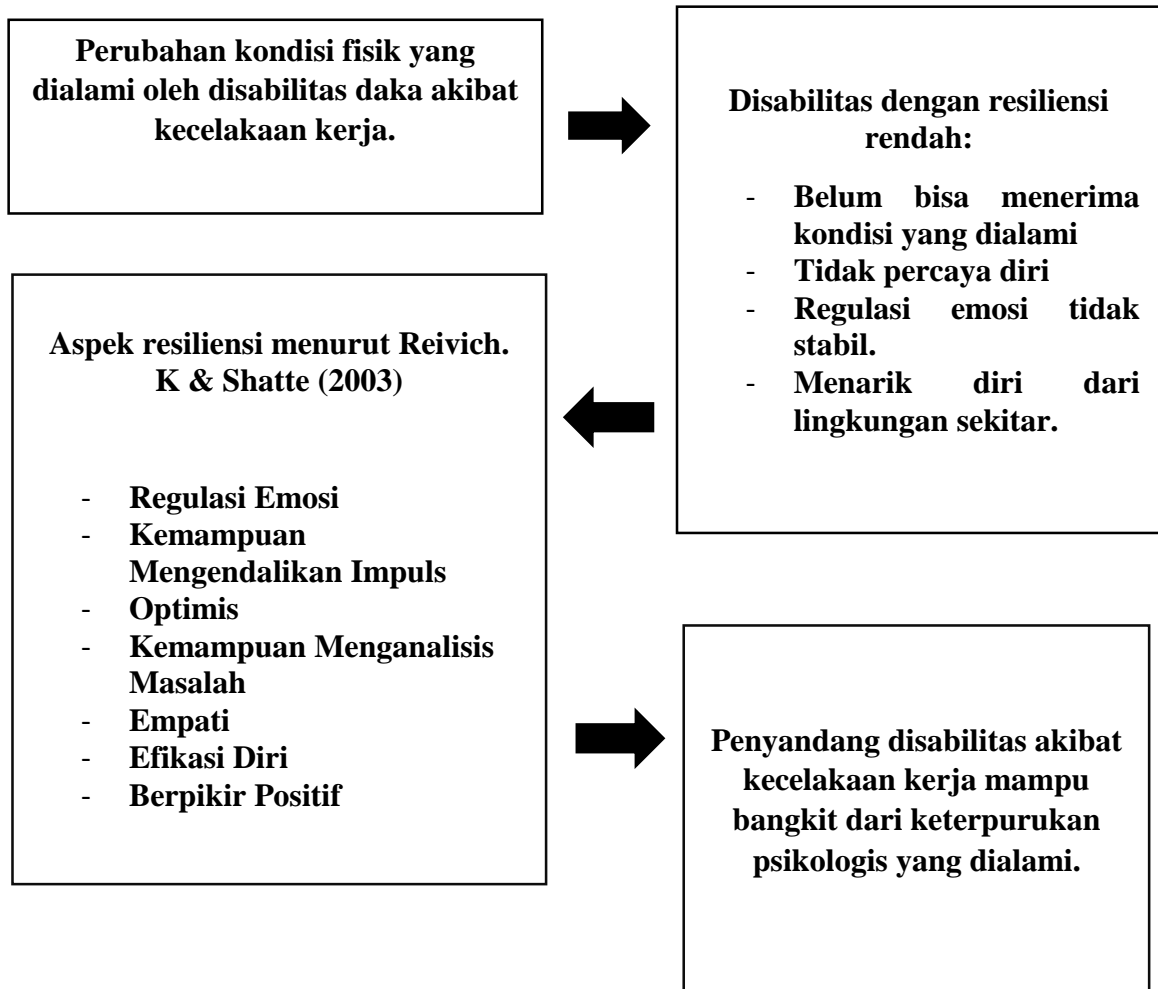 Perubahan kondisi fisik yang
dialami oleh disabilitas daka akibat
kecelakaan kerja.
Disabilitas dengan resiliensi
rendah:
- Belum bisa menerima
kondisi yang dialami
- Tidak percaya diri
- Regulasi emosi tidak
stabil.
- Menarik diri dari
lingkungan sekitar.
Aspek resiliensi menurut Reivich.
K & Shatte (2003)
- Regulasi Emosi
- Kemampuan
Mengendalikan Impuls
- Optimis
- Kemampuan Menganalisis
Masalah
- Empati
- Efikasi Diri
- Berpikir Positif
Penyandang disabilitas akibat
kecelakaan kerja mampu
bangkit dari keterpurukan
psikologis yang dialami.